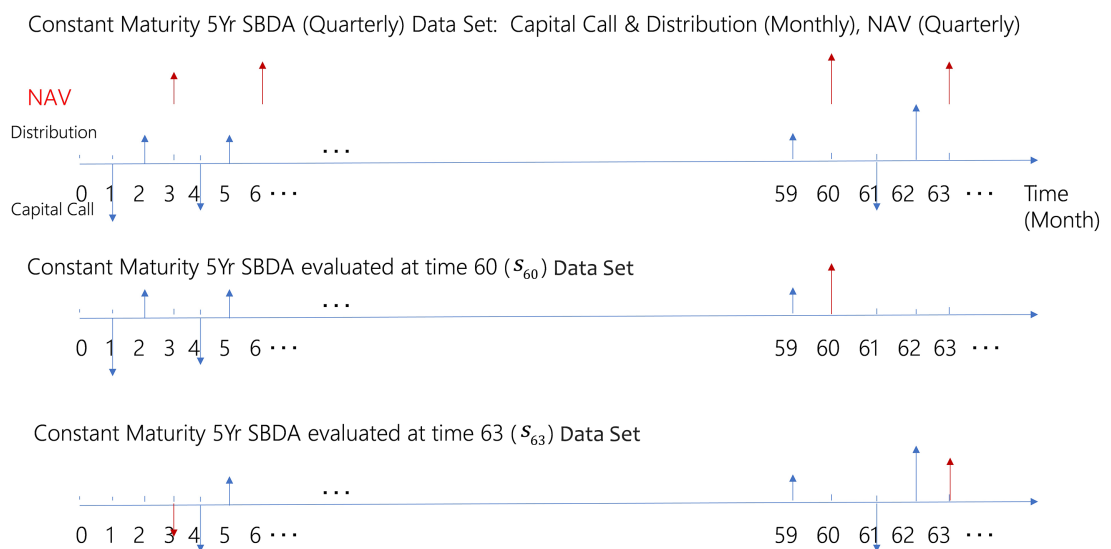 Constant Maturity 5Yr SBDA (Quarterly) Data Set:  Capital Call & Distribution (Monthly), NAV (Quarterly)
NAV
Distribution
...
0 1 2 3 4 5 6 ... 59 60 61 62 63 ... Time
Capital Call
(Month)
Constant Maturity 5Yr SBDA evaluated at time 60 (s60) Data Set
...
0 1 2 3 4 5 6 ... 59 60 61 62 63 ...
Constant Maturity 5Yr SBDA evaluated at time 63 (s63) Data Set
...
0 1 2 3 4 5 6 ... 59 60 61 62 63 ...